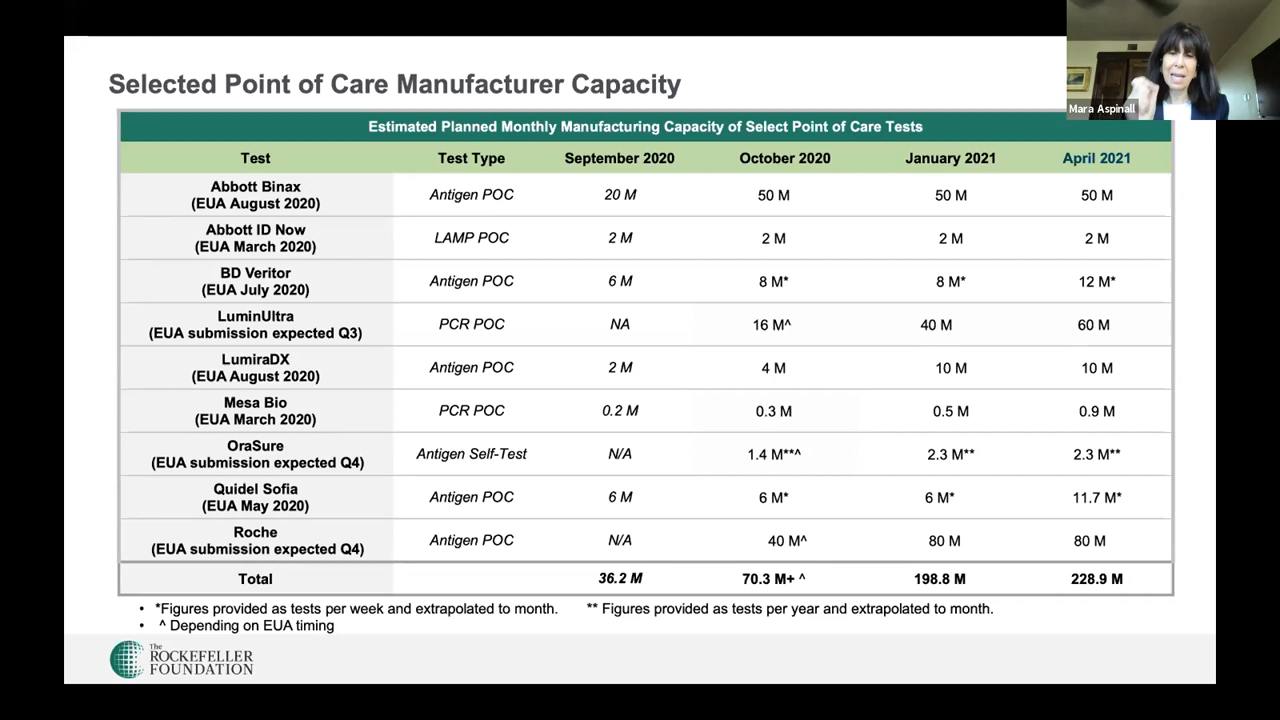 Selected Point of Care Manufacturer Capacity
Mara Aspinall
Estimated Planned Monthly Manufacturing Capacity of Select Point of Care Tests
Test Test Type September 2020 October 2020 January 2021 April 2021
Abbott Binax
(EUA August 2020) Antigen POC 20 M 50 M 50 M 50 M
Abbott ID Now
(EUA March 2020) LAMP POC 2 M 2 M 2 M 2 M
BD Veritor
(EUA July 2020) Antigen POC 6 M 8 M* 8 M* 12 M*
LuminUltra
(EUA submission expected Q3) PCR POC NA 16 M^ 40 M 60 M
LumiraDX
(EUA August 2020) Antigen POC 2 M 4 M 10 M 10 M
Mesa Bio
(EUA March 2020) PCR POC 0.2 M 0.3 M 0.5 M 0.9 M
OraSure
(EUA submission expected Q4) Antigen Self-Test N/A 1.4 M**^ 2.3 M** 2.3 M**
Quidel Sofia
(EUA May 2020) Antigen POC 6 M 6 M* 6 M* 11.7 M*
Roche
(EUA submission expected Q4) Antigen POC N/A 40 M^ 80 M 80 M
Total 36.2 M 70.3 M+ ^ 198.8 M 228.9 M
• *Figures provided as tests per week and extrapolated to month. ** Figures provided as tests per year and extrapolated to month.
• ^ Depending on EUA timing
The
ROCKEFELLER
FOUNDATION